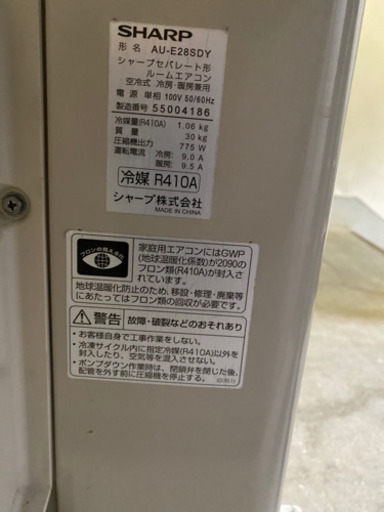 SHARP
形名 AU-E28SDY
シャープセパレート形
ルームエアコン
空冷式 冷房・暖房兼用
電源 単相 100V 50/60Hz
製造番号 55004186
冷媒量(R410A) 1.06 kg
質量 30 kg
圧縮機出力 775 W
運転電流 冷房: 9.0 A
暖房: 9.5 A
冷媒 R410A
シャープ株式会社
MADE IN CHINA
フロンの見える化
家庭用エアコンにはGWP
(地球温暖化係数)が2090の
フロン類(R410A)が封入さ
れています。
地球温暖化防止のため、移設・修理・廃棄等
にあたってはフロン類の回収が必要です。
警告 故障・破裂などのおそれあり
・お客様自身で工事作業をしない。
・冷凍サイクル内に指定冷媒(R410A)以外を
封入したり、空気等を混入させない。
・ポンプダウン作業時は、閉鎖弁を閉じた後、
配管を外す前に圧縮機を停止する。